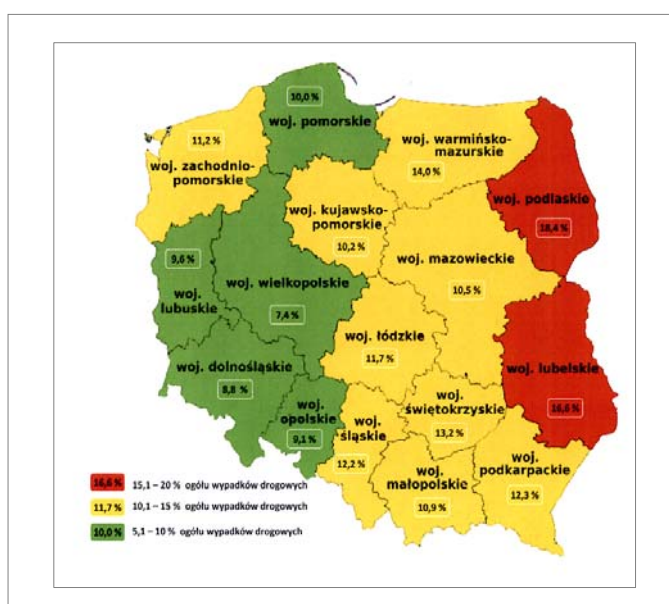 10,0 %
woj. pomorskie
11,2 %
woj. zachodnio-
pomorskie
woj. warmińsko-
mazurskie
14,0 %
woj. podlaskie
18,4 %
woj. kujawsko-
pomorskie
10,2 %
woj. mazowieckie
10,5 %
9,6 %
woj.
lubuskie
woj. wielkopolskie
7,4 %
woj. łódzkie
11,7 %
woj. lubelskie
16,6 %
woj. dolnośląskie
8,8 %
woj.
opolskie
9,1 %
woj.
śląskie
12,2 %
woj.
świętokrzyskie
13,2 %
woj.
małopolskie
10,9 %
woj.
podkarpackie
12,3 %
16,6 % 15,1 – 20 % ogółu wypadków drogowych
11,7 % 10,1 – 15 % ogółu wypadków drogowych
10,0 % 5,1 – 10 % ogółu wypadków drogowych